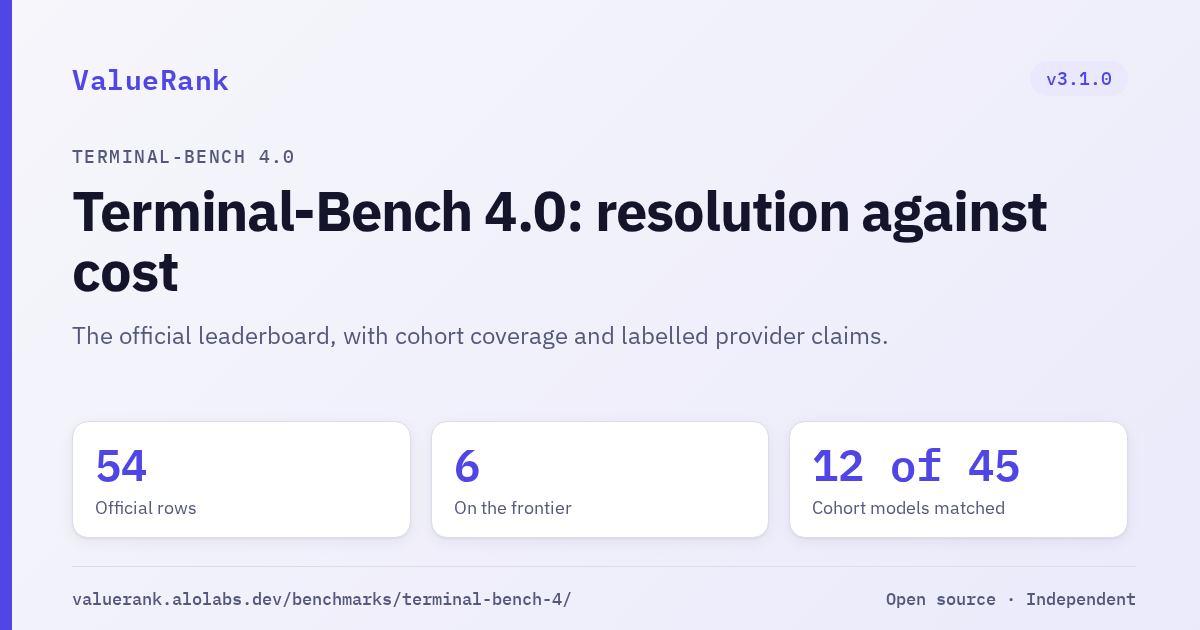 ValueRank
v3.1.0
TERMINAL-BENCH 4.0
Terminal-Bench 4.0: resolution against
cost
The official leaderboard, with cohort coverage and labelled provider claims.
54
Official rows
6
On the frontier
12 of 45
Cohort models matched
valuerank.alolabs.dev/benchmarks/terminal-bench-4/
Open source · Independent